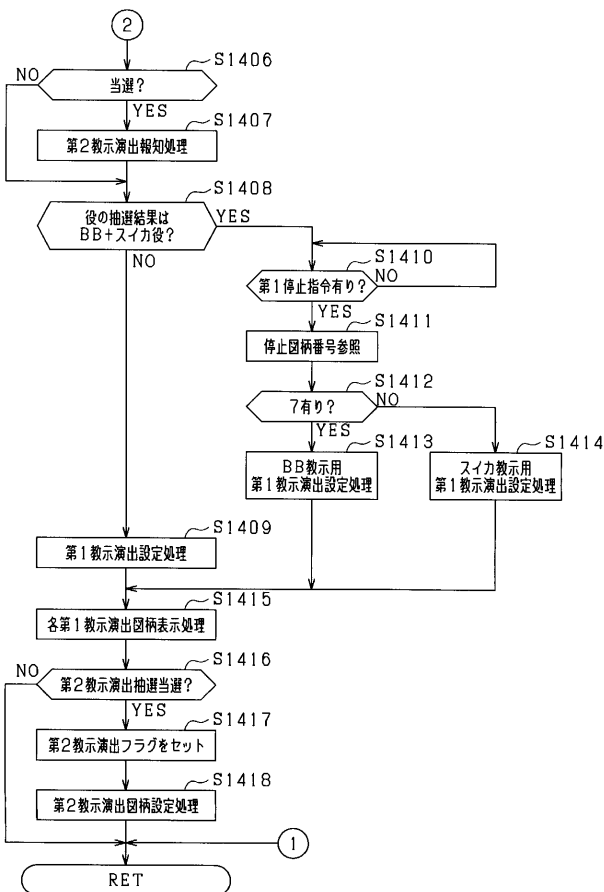 2
S1406
当選?
NO
YES
S1407
第2教示演出報知処理
S1408
役の抽選結果は
BB+スイカ役?
YES
NO
S1410
第1停止指令有り?
NO
YES
S1411
停止図柄番号参照
S1412
7有り?
NO
YES
S1413
BB教示用
第1教示演出設定処理
S1414
スイカ教示用
第1教示演出設定処理
S1409
第1教示演出設定処理
S1415
各第1教示演出図柄表示処理
S1416
第2教示演出抽選当選?
NO
YES
S1417
第2教示演出フラグをセット
S1418
第2教示演出図柄設定処理
1
RET